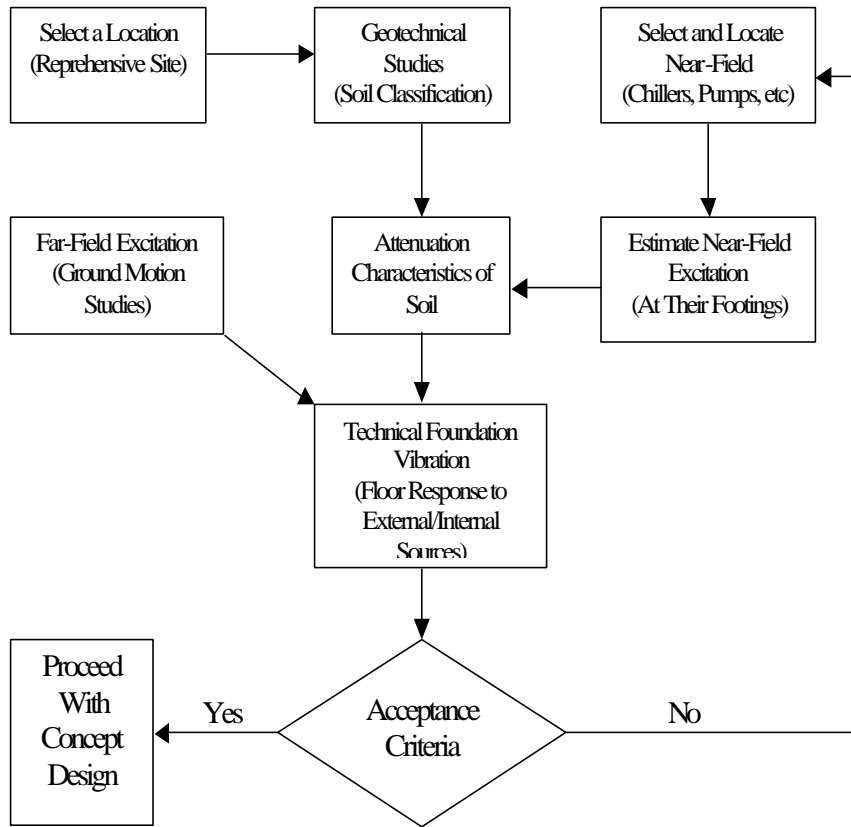 Select a Location
(Reprehensive Site)
Geotechnical
Studies
(Soil Classification)
Select and Locate
Near-Field
(Chillers, Pumps, etc)
Far-Field Excitation
(Ground Motion
Studies)
Attenuation
Characteristics of
Soil
Estimate Near-Field
Excitation
(At Their Footings)
Technical Foundation
Vibration
(Floor Response to
External/Internal
Sources)
Proceed
With
Concept
Design
Yes
Acceptance
Criteria
No